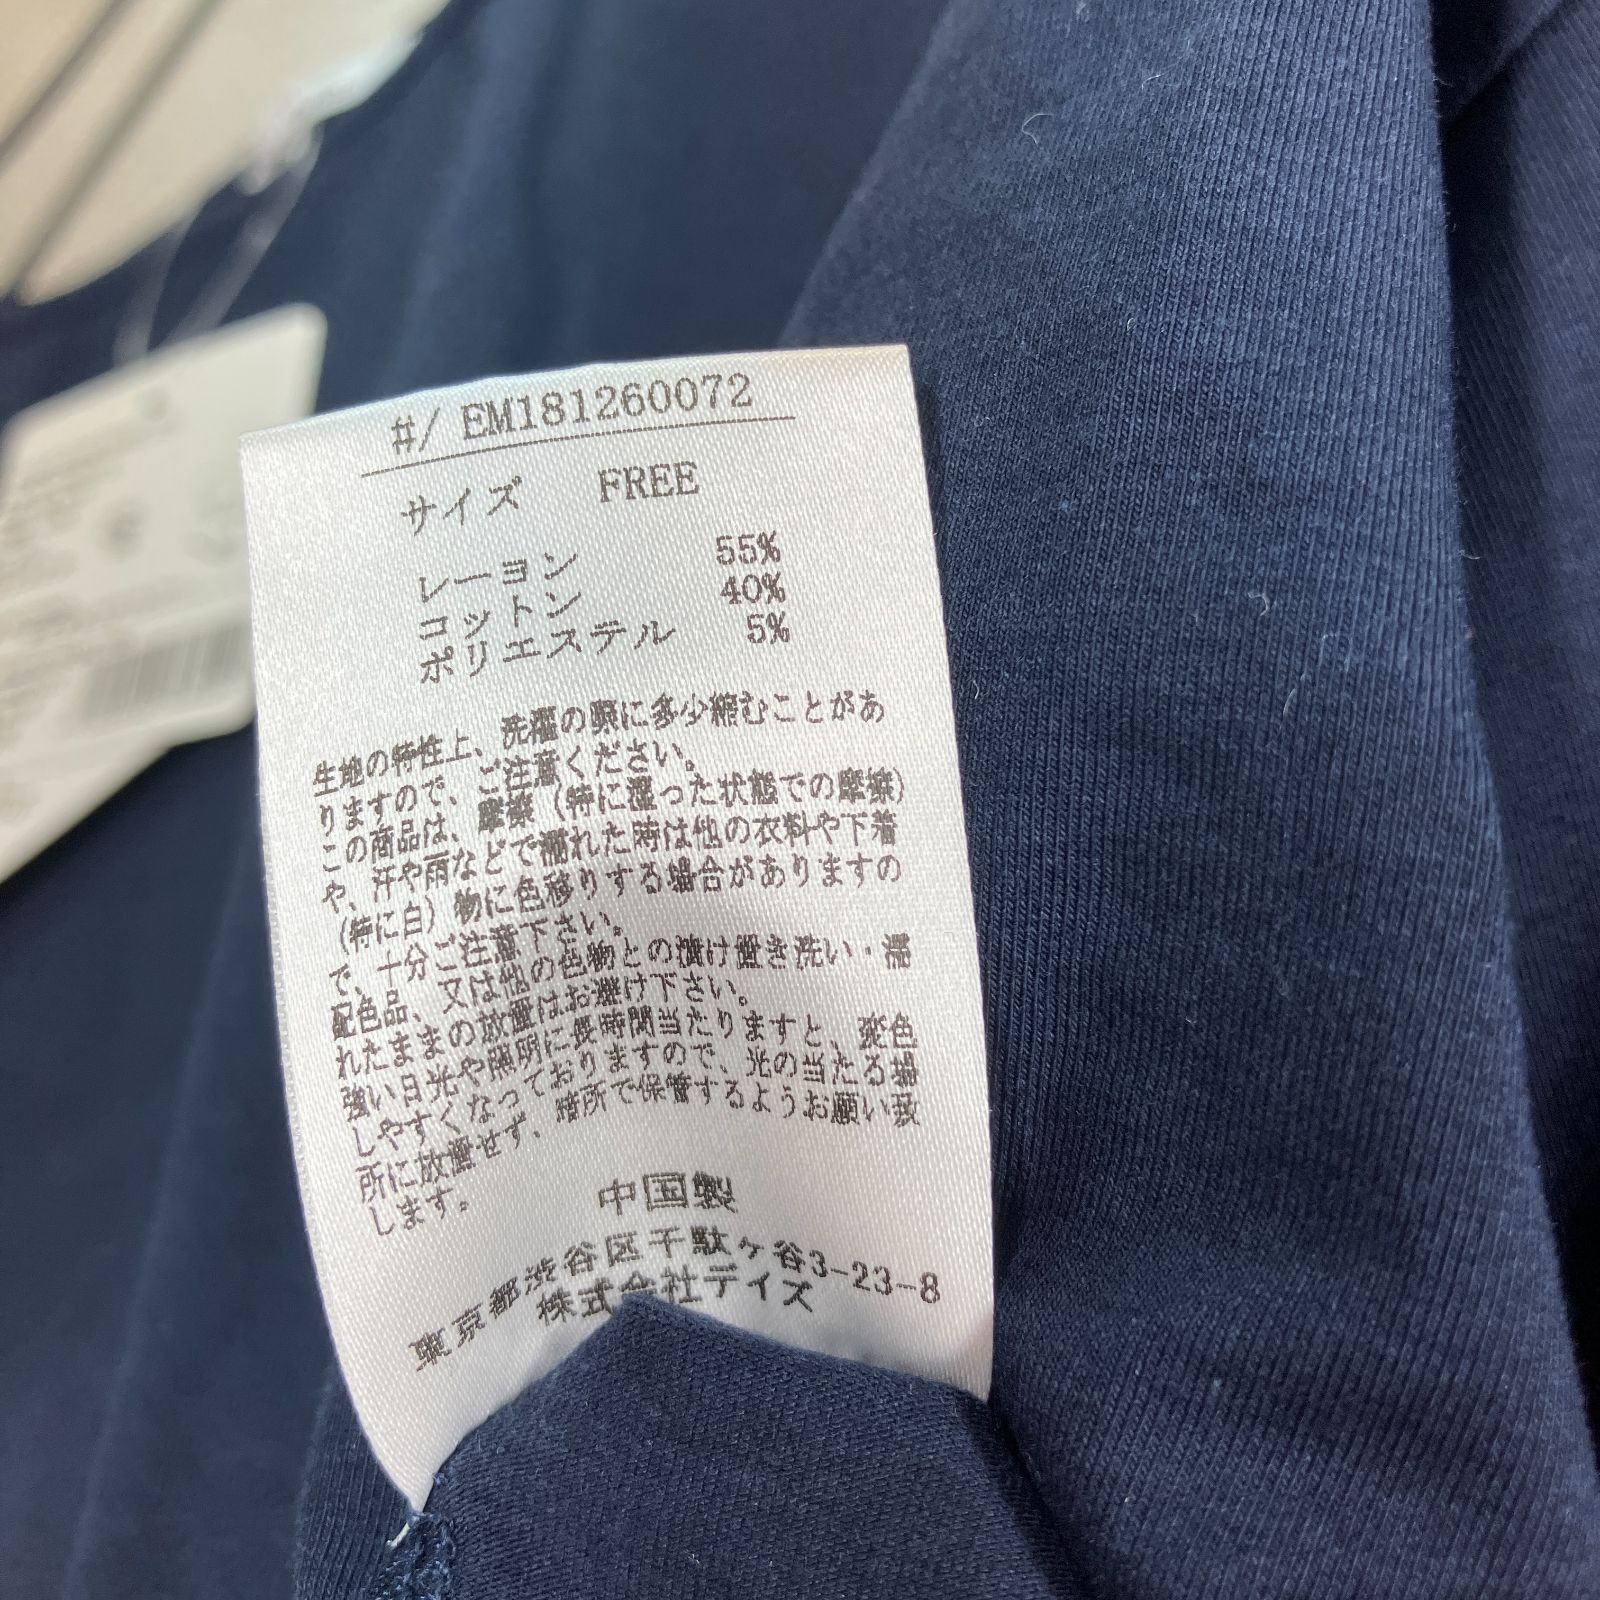 #/ EM181260072
サイズ FREE
レーヨン 55%
コットン 40%
ポリエステル 5%
生地の特性上、洗濯の際に多少縮むことがあ
りますので、ご注意ください。
この商品は、摩擦(特に湿った状態での摩擦)
や、汗や雨などで濡れた時は他の衣料や下着
(特に白)物に色移りする場合がありますの
で、十分ご注意下さい。
配色品、又は他の色物との漬け置き洗い・濡
れたままの放置はお避け下さい。
強い日光や照明に長時間当たりますと、変色
しやすくなっておりますので、光の当たる場
所に放置せず、暗所で保管するようお願い致
します。
中国製
東京都渋谷区千駄ヶ谷3-23-8
株式会社デイズ